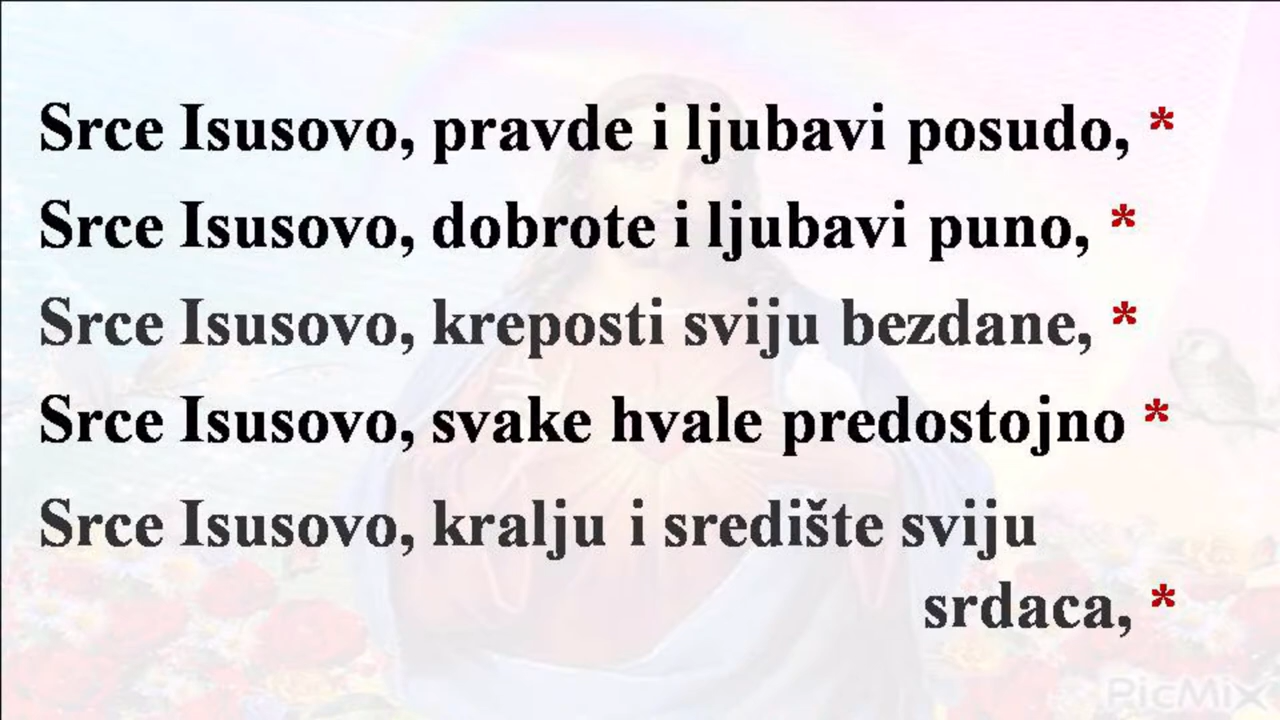 Srce Isusovo, pravde i ljubavi posudo, *
Srce Isusovo, dobrote i ljubavi puno, *
Srce Isusovo, kreposti sviju bezdane, *
Srce Isusovo, svake hvale predostojno *
Srce Isusovo, kralju i središte sviju
srdaca, *
PicMix